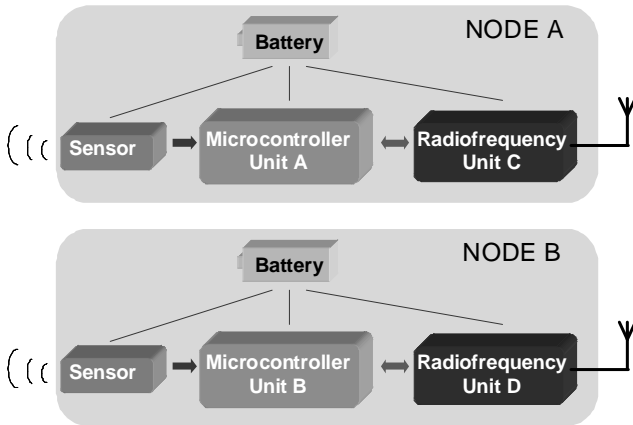 NODE A
Battery
Sensor
Microcontroller
Unit A
Radiofrequency
Unit C
NODE B
Battery
Sensor
Microcontroller
Unit B
Radiofrequency
Unit D